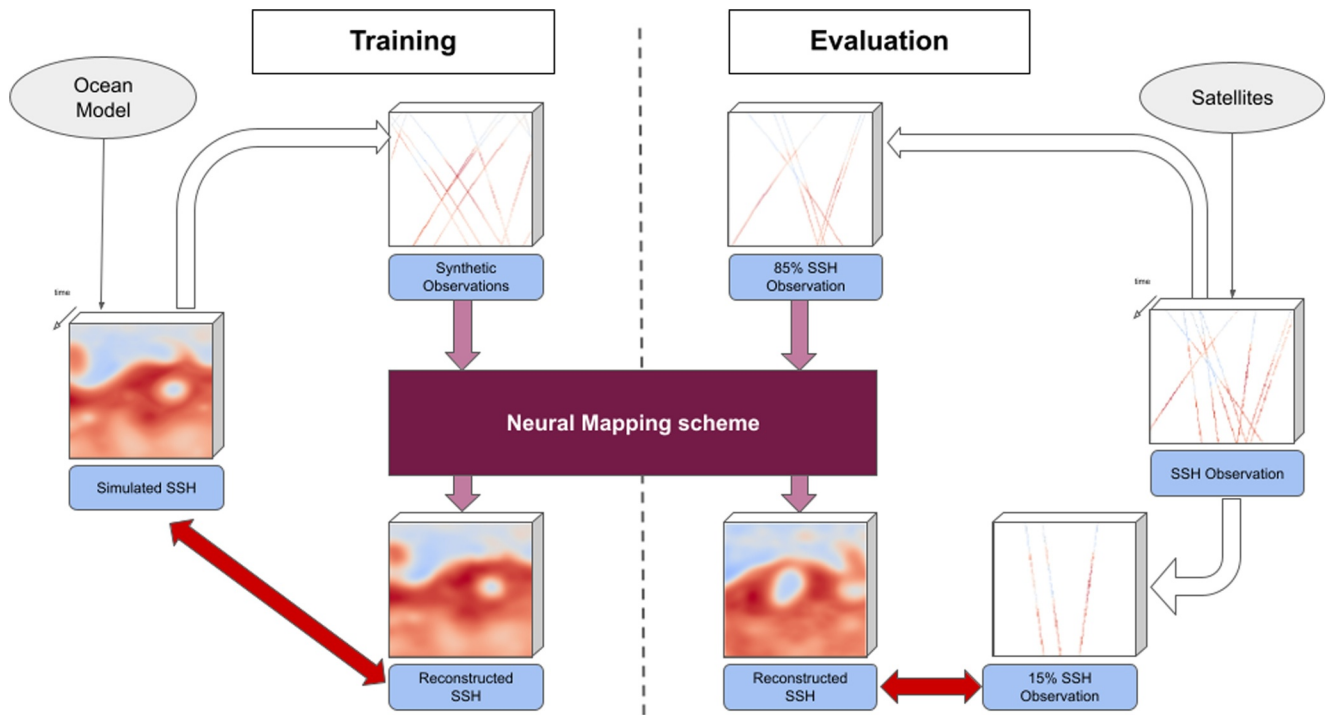 Training
Evaluation
Ocean
Model
Satellites
Synthetic
Observations
85% SSH
Observation
time
time
Neural Mapping scheme
Simulated SSH
SSH Observation
Reconstructed
SSH
Reconstructed
SSH
15% SSH
Observation